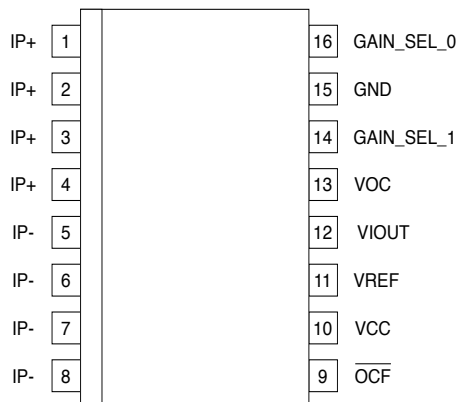 IP+ 1 16 GAIN_SEL_0
IP+ 2 15 GND
IP+ 3 14 GAIN_SEL_1
IP+ 4 13 VOC
IP- 5 12 VIOUT
IP- 6 11 VREF
IP- 7 10 VCC
IP- 8 9 O̅C̅F̅